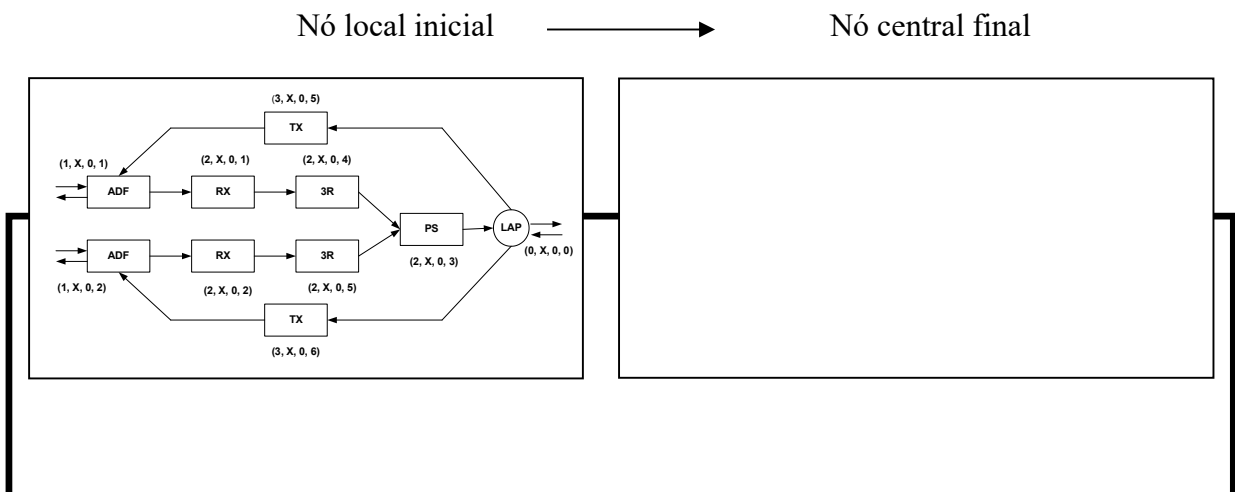 Nó local inicial Nó central final
(3, X, 0, 5)
TX
(1, X, 0, 1) (2, X, 0, 1) (2, X, 0, 4)
ADF RX 3R
PS LAP
ADF RX 3R
(2, X, 0, 3) (0, X, 0, 0)
(1, X, 0, 2) (2, X, 0, 2) (2, X, 0, 5)
TX
(3, X, 0, 6)